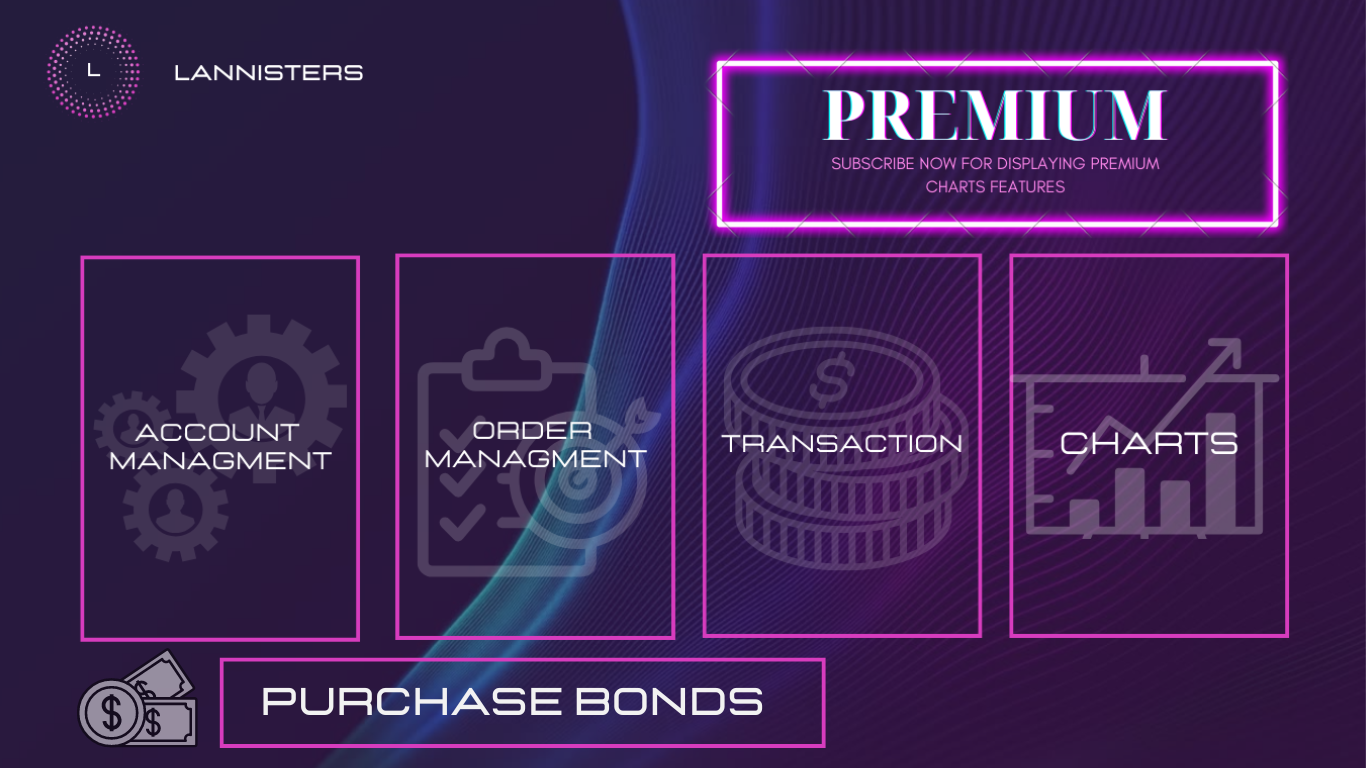 L
LANNISTERS
PREMIUM
SUBSCRIBE NOW FOR DISPLAYING PREMIUM
CHARTS FEATURES
ACCOUNT
MANAGMENT
ORDER
MANAGMENT
$
TRANSACTION
CHARTS
$
$
$
PURCHASE BONDS